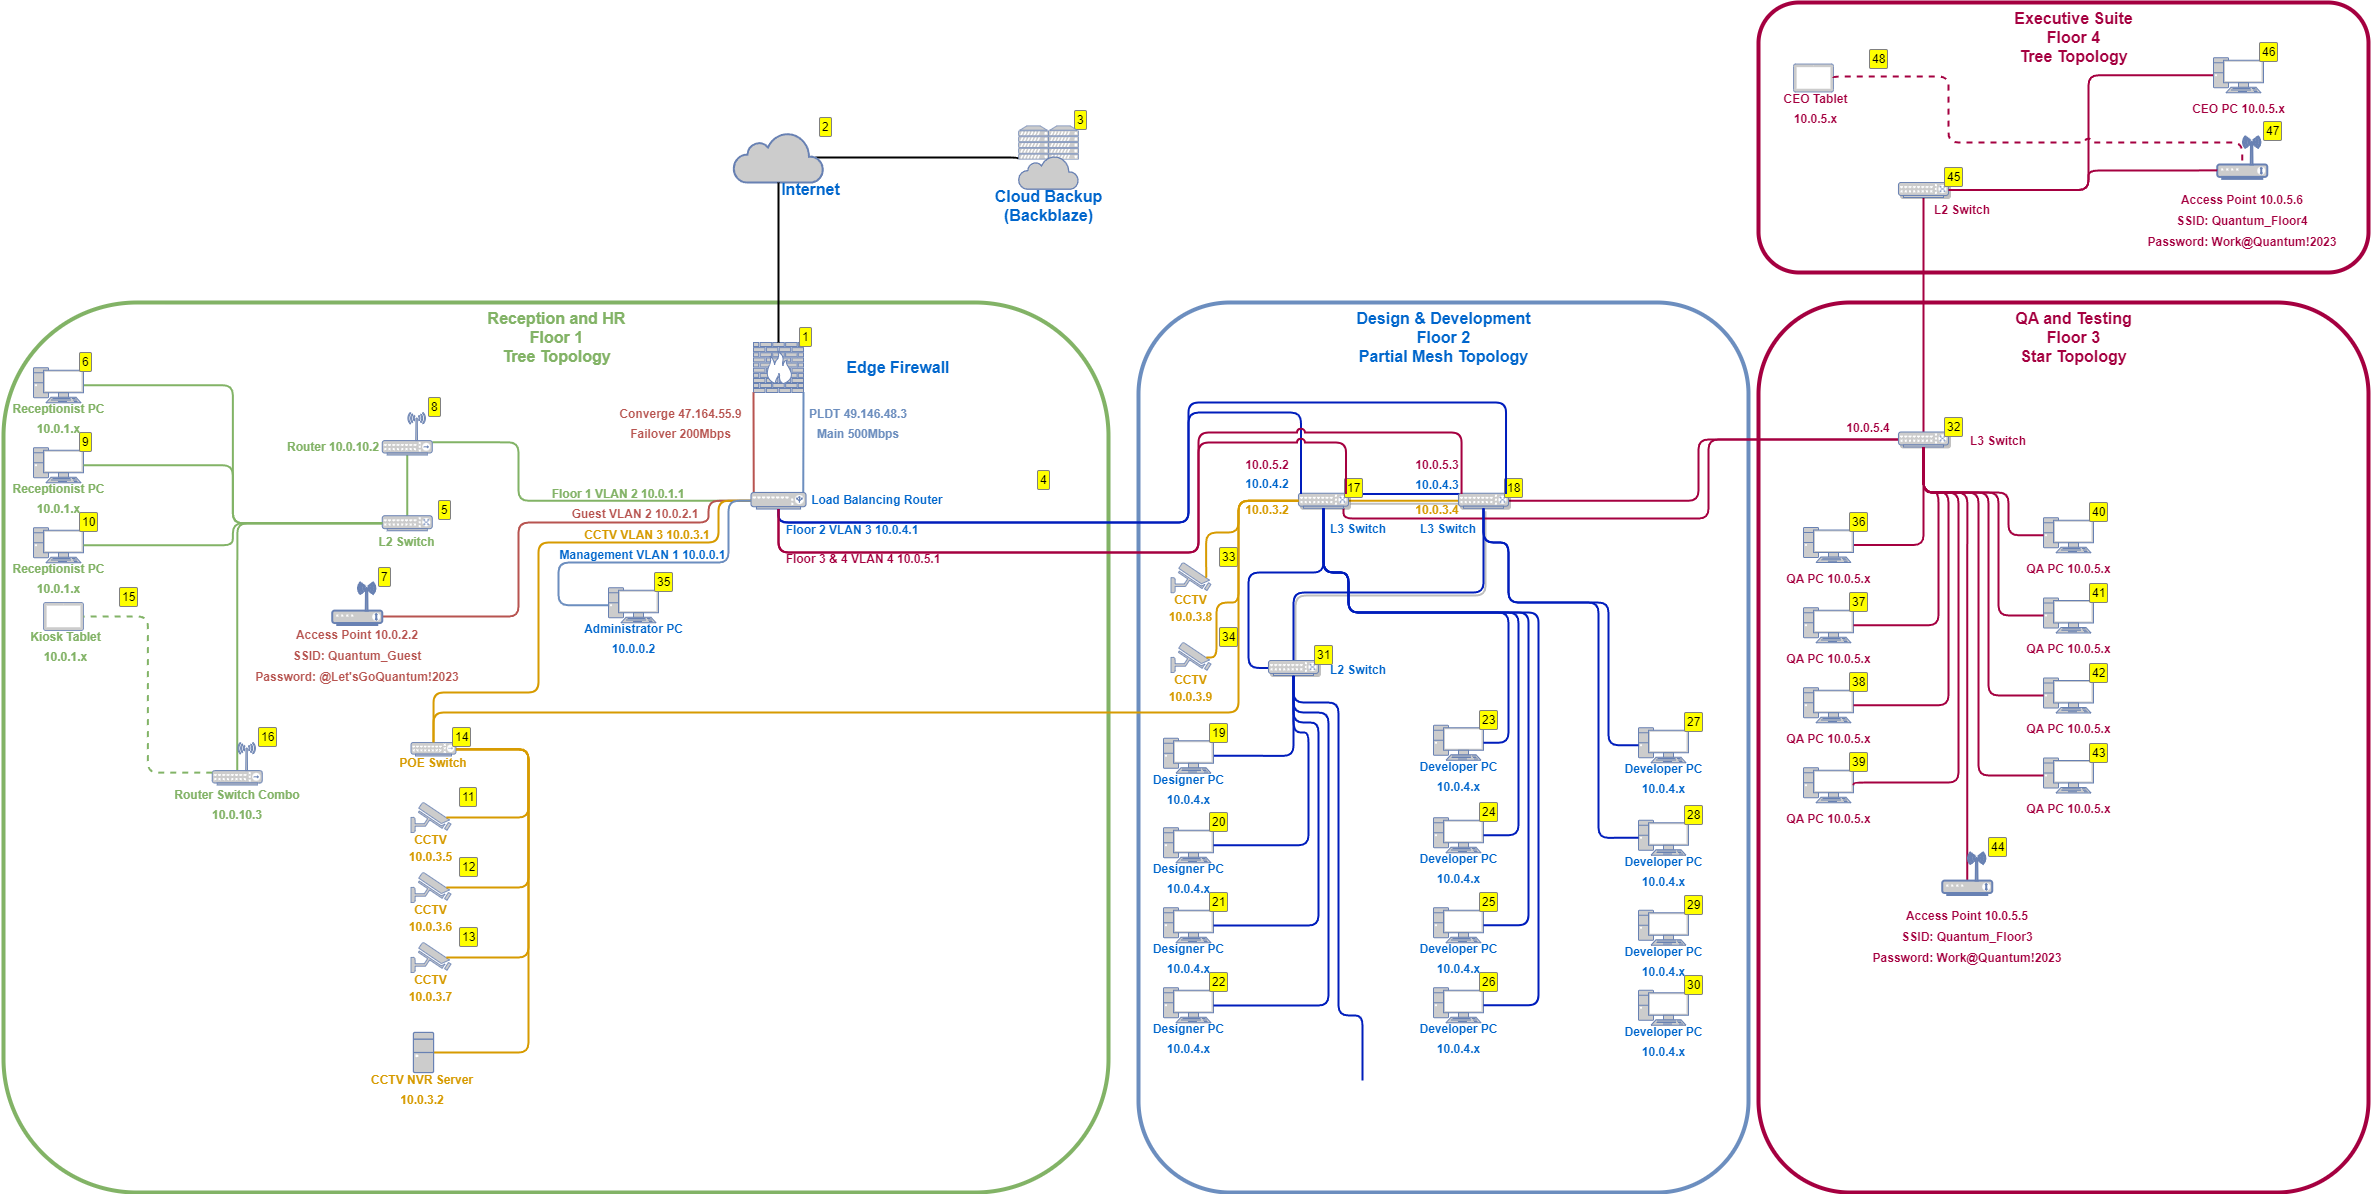 Executive Suite
Floor 4
Tree Topology
48
CEO Tablet
10.0.5.x
46
CEO PC 10.0.5.x
47
Access Point 10.0.5.6
SSID: Quantum_Floor4
Password: Work@Quantum!2023
45
L2 Switch
2
Internet
3
Cloud Backup
(Backblaze)
Reception and HR
Floor 1
Tree Topology
1
Edge Firewall
Converge 47.164.55.9
Failover 200Mbps
PLDT 49.146.48.3
Main 500Mbps
4
Load Balancing Router
6
Receptionist PC
10.0.1.x
9
Receptionist PC
10.0.1.x
10
Receptionist PC
10.0.1.x
8
Router 10.0.10.2
5
L2 Switch
Floor 1 VLAN 2 10.0.1.1
Guest VLAN 2 10.0.2.1
CCTV VLAN 3 10.0.3.1
Management VLAN 1 10.0.0.1
Floor 2 VLAN 3 10.0.4.1
Floor 3 & 4 VLAN 4 10.0.5.1
15
Kiosk Tablet
10.0.1.x
7
Access Point 10.0.2.2
SSID: Quantum_Guest
Password: @Let'sGoQuantum!2023
35
Administrator PC
10.0.0.2
16
Router Switch Combo
10.0.10.3
14
POE Switch
11
CCTV
10.0.3.5
12
CCTV
10.0.3.6
13
CCTV
10.0.3.7
CCTV NVR Server
10.0.3.2
Design & Development
Floor 2
Partial Mesh Topology
10.0.5.2
10.0.4.2
10.0.3.2
17
L3 Switch
10.0.5.3
10.0.4.3
10.0.3.4
18
L3 Switch
33
CCTV
10.0.3.8
34
CCTV
10.0.3.9
31
L2 Switch
19
Designer PC
10.0.4.x
20
Designer PC
10.0.4.x
21
Designer PC
10.0.4.x
22
Designer PC
10.0.4.x
23
Developer PC
10.0.4.x
24
Developer PC
10.0.4.x
25
Developer PC
10.0.4.x
26
Developer PC
10.0.4.x
27
Developer PC
10.0.4.x
28
Developer PC
10.0.4.x
29
Developer PC
10.0.4.x
30
Developer PC
10.0.4.x
QA and Testing
Floor 3
Star Topology
10.0.5.4
32
L3 Switch
36
QA PC 10.0.5.x
37
QA PC 10.0.5.x
38
QA PC 10.0.5.x
39
QA PC 10.0.5.x
40
QA PC 10.0.5.x
41
QA PC 10.0.5.x
42
QA PC 10.0.5.x
43
QA PC 10.0.5.x
44
Access Point 10.0.5.5
SSID: Quantum_Floor3
Password: Work@Quantum!2023